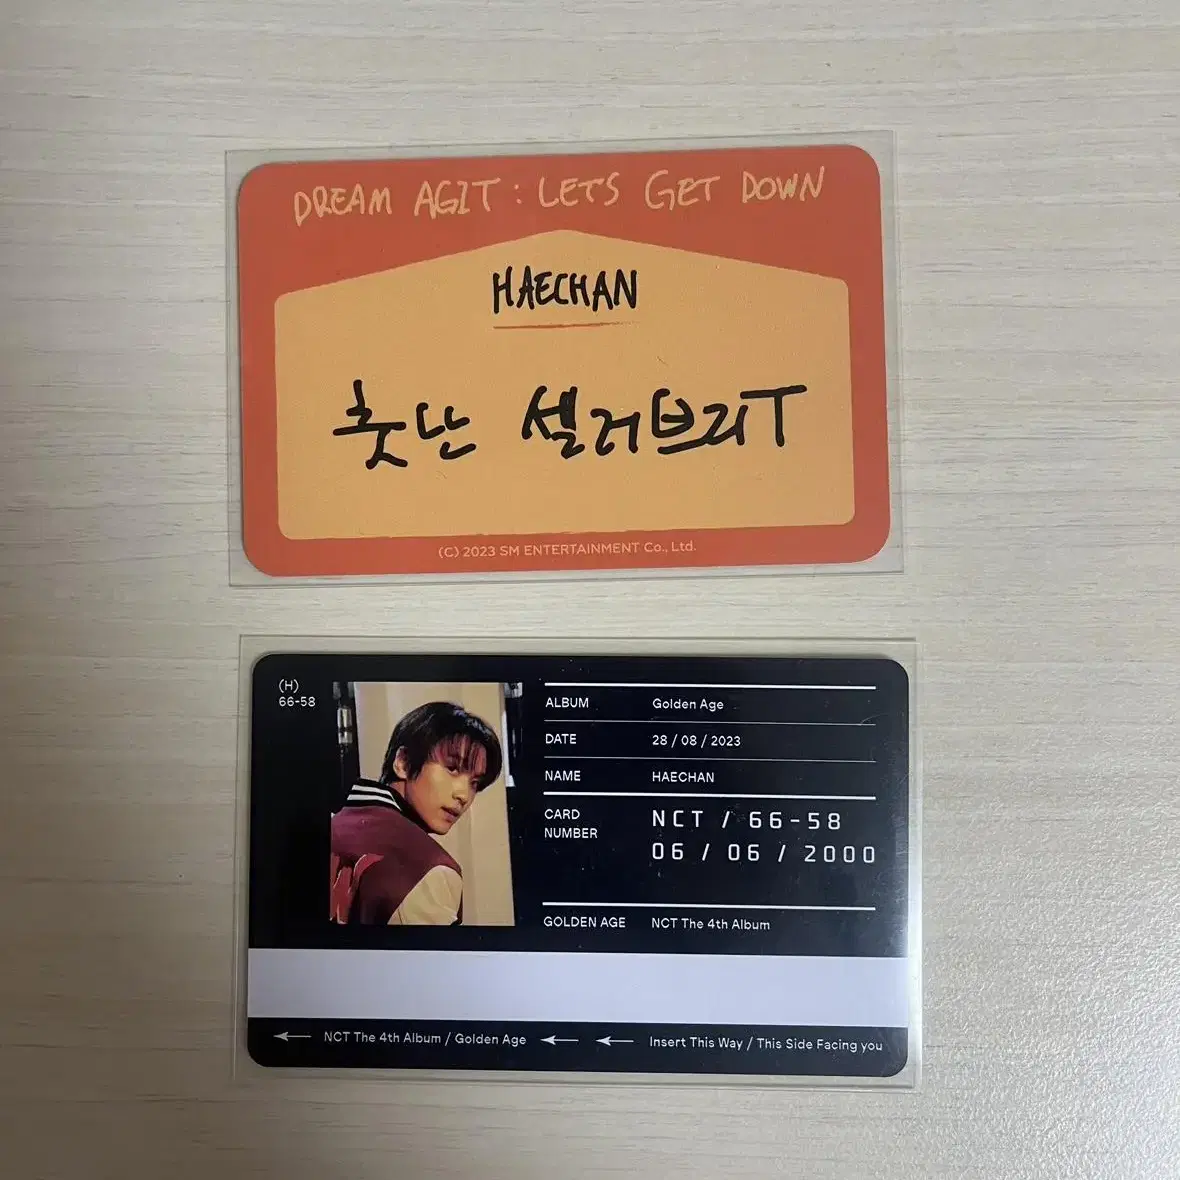 DREAM AGIT : LET'S GET DOWN
HAECHAN
춋난 셀러브리T
(C) 2023 SM ENTERTAINMENT Co., Ltd.
(H)
66-58
ALBUM Golden Age
DATE 28 / 08 / 2023
NAME HAECHAN
CARD NUMBER NCT / 66-58
06 / 06 / 2000
GOLDEN AGE NCT The 4th Album
NCT The 4th Album / Golden Age
Insert This Way / This Side Facing you